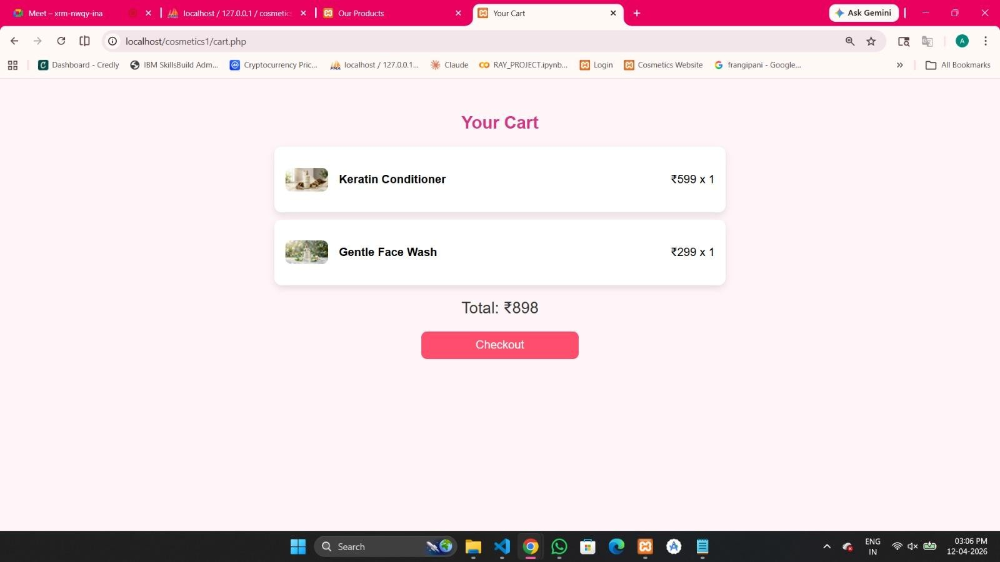 Meet – xrm-nwqy-ina
localhost / 127.0.0.1 / cosmetics
Our Products
Your Cart
Ask Gemini
localhost/cosmetics1/cart.php
A
Dashboard - Credly
IBM SkillsBuild Adm...
Cryptocurrency Pric...
localhost / 127.0.0.1...
Claude
RAY_PROJECT.ipynb...
Login
Cosmetics Website
frangipani - Google...
All Bookmarks
Your Cart
Keratin Conditioner
₹599 x 1
Gentle Face Wash
₹299 x 1
Total: ₹898
Checkout
Search
ENG
IN
03:06 PM
12-04-2026